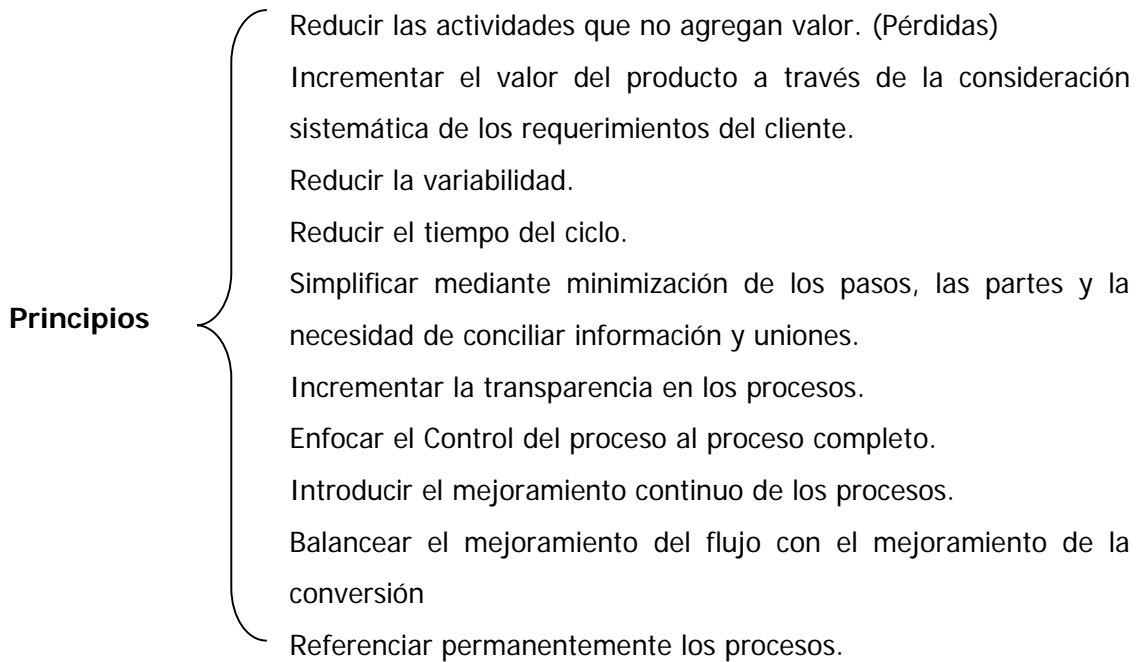 Reducir las actividades que no agregan valor. (Pérdidas)
Incrementar el valor del producto a través de la consideración
sistemática de los requerimientos del cliente.
Reducir la variabilidad.
Reducir el tiempo del ciclo.
Simplificar mediante minimización de los pasos, las partes y la
Principios
necesidad de conciliar información y uniones.
Incrementar la transparencia en los procesos.
Enfocar el Control del proceso al proceso completo.
Introducir el mejoramiento continuo de los procesos.
Balancear el mejoramiento del flujo con el mejoramiento de la
conversión
Referenciar permanentemente los procesos.